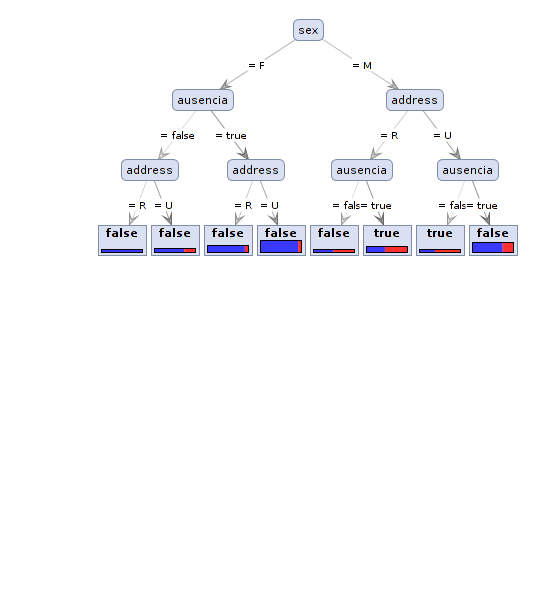 sex
= F = M
ausencia address
= false = true = R = U
address address ausencia ausencia
= R = U = R = U = fals = true = fals = true
false false false false false true true false